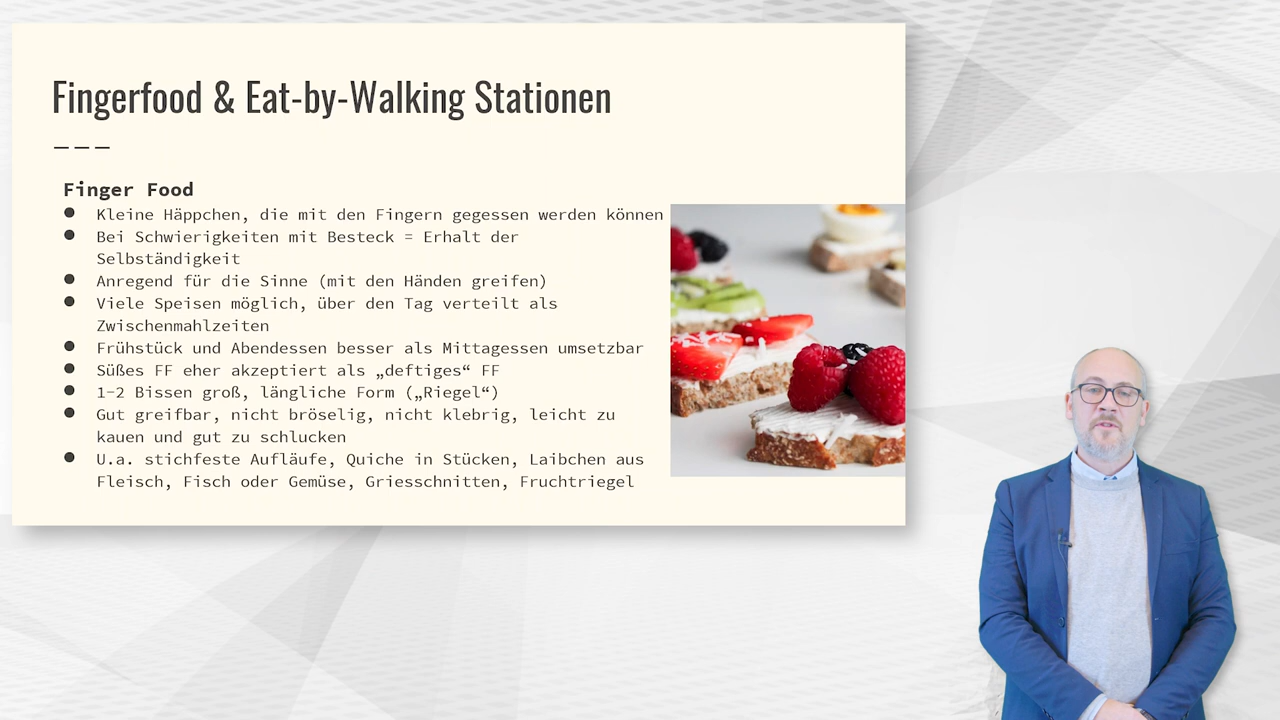 Fingerfood & Eat-by-Walking Stationen
Finger Food
● Kleine Häppchen, die mit den Fingern gegessen werden können
● Bei Schwierigkeiten mit Besteck = Erhalt der
Selbständigkeit
● Anregend für die Sinne (mit den Händen greifen)
● Viele Speisen möglich, über den Tag verteilt als
Zwischenmahlzeiten
● Frühstück und Abendessen besser als Mittagessen umsetzbar
● Süßes FF eher akzeptiert als „deftiges“ FF
● 1-2 Bissen groß, längliche Form („Riegel“)
● Gut greifbar, nicht bröselig, nicht klebrig, leicht zu
kauen und gut zu schlucken
● U.a. stichfeste Aufläufe, Quiche in Stücken, Laibchen aus
Fleisch, Fisch oder Gemüse, Griesschnitten, Fruchtriegel